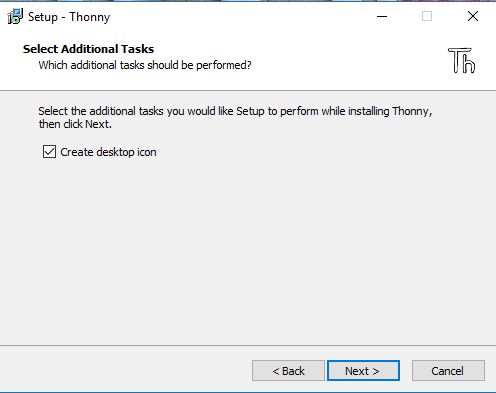 Setup - Thonny
Select Additional Tasks
Which additional tasks should be performed?
Th
Select the additional tasks you would like Setup to perform while installing Thonny,
then click Next.
Create desktop icon
< Back Next > Cancel